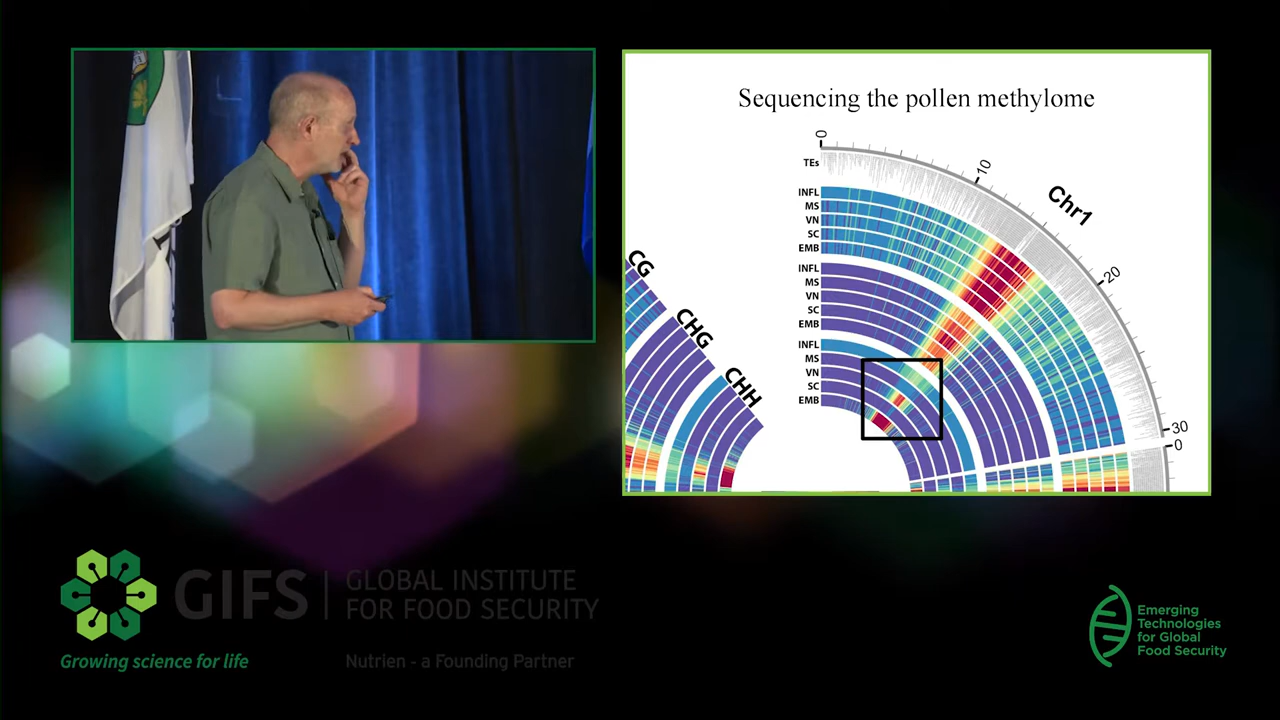 Sequencing the pollen methylome
0
10
Chr1
20
30
0
TEs
INFL
MS
VN
SC
EMB
INFL
MS
VN
SC
EMB
INFL
MS
VN
SC
EMB
CG
CHG
CHH
GIFS
GLOBAL INSTITUTE
FOR FOOD SECURITY
Growing science for life
Nutrien - a Founding Partner
Emerging
Technologies
for Global
Food Security